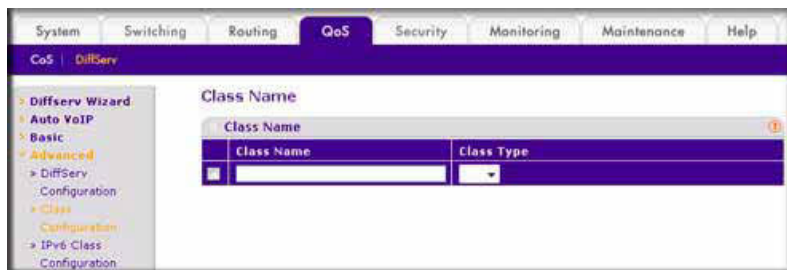 System Switching Routing QoS Security Monitoring Maintenance Help
CoS | DiffServ
Diffserv Wizard
Auto VoIP
Basic
Advanced
» DiffServ
Configuration
» Class
Configuration
» IPv6 Class
Configuration
Class Name
Class Name
Class Name Class Type